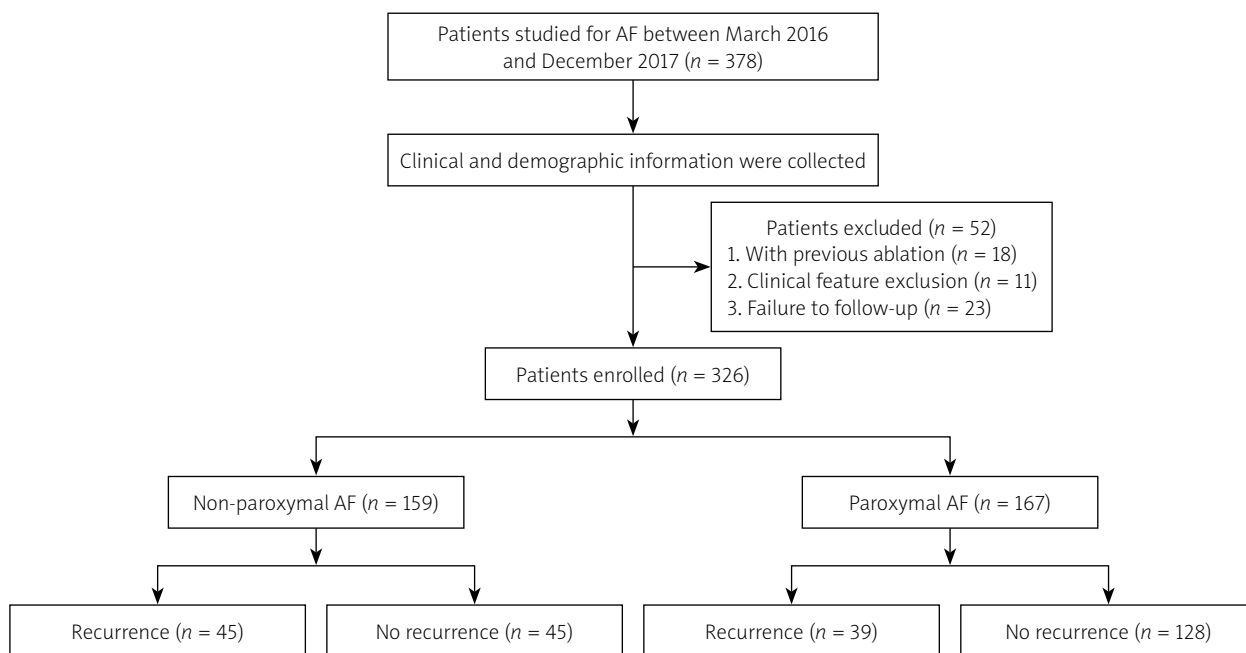 Patients studied for AF between March 2016
and December 2017 (n = 378)
Clinical and demographic information were collected
Patients excluded (n = 52)
1. With previous ablation (n = 18)
2. Clinical feature exclusion (n = 11)
3. Failure to follow-up (n = 23)
Patients enrolled (n = 326)
Non-paroxymal AF (n = 159)
Paroxymal AF (n = 167)
Recurrence (n = 45)
No recurrence (n = 45)
Recurrence (n = 39)
No recurrence (n = 128)